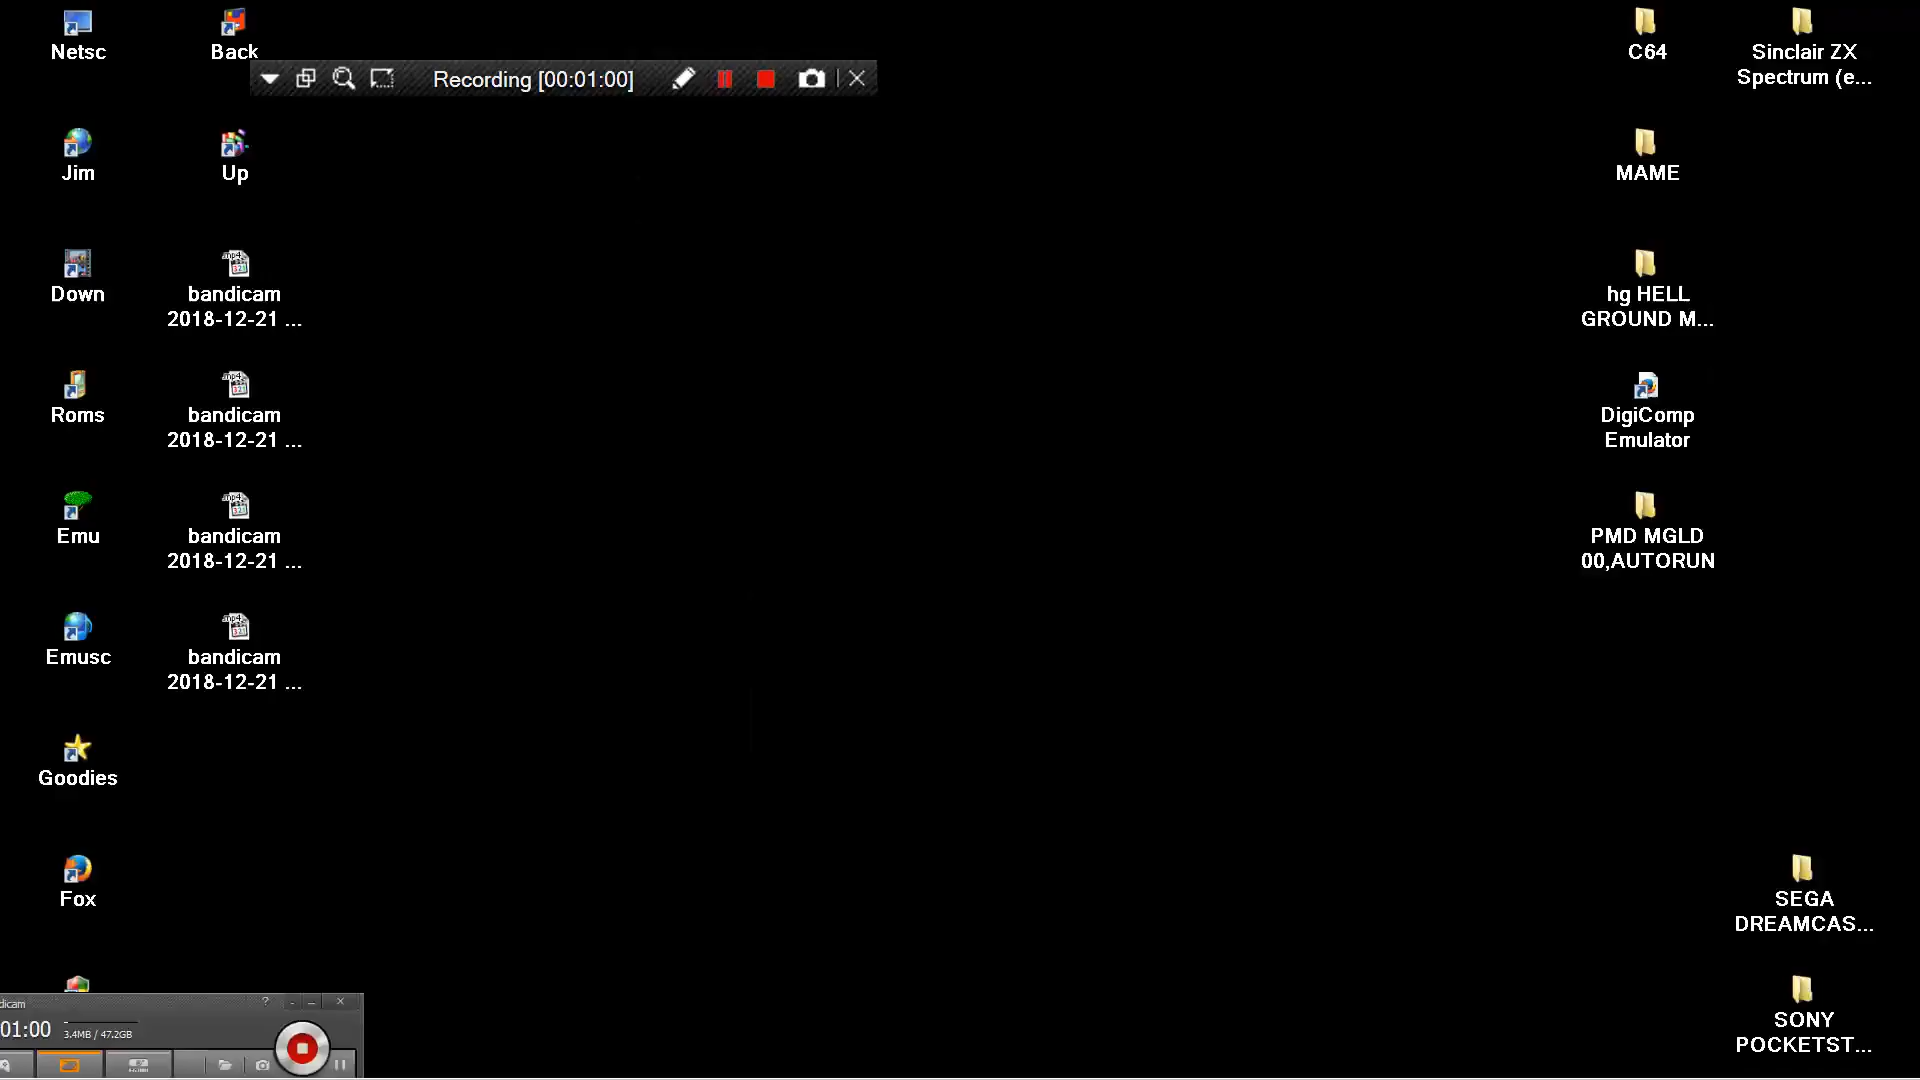 Netsc
Back
Recording [00:01:00]
C64
Sinclair ZX
Spectrum (e...
Jim
Up
MAME
Down
bandicam
2018-12-21 ...
hg HELL
GROUND M...
Roms
bandicam
2018-12-21 ...
DigiComp
Emulator
Emu
bandicam
2018-12-21 ...
PMD MGLD
00,AUTORUN
Emusc
bandicam
2018-12-21 ...
Goodies
Fox
SEGA
DREAMCAS...
dicam
01:00
3.4MB / 47.2GB
SONY
POCKETST...